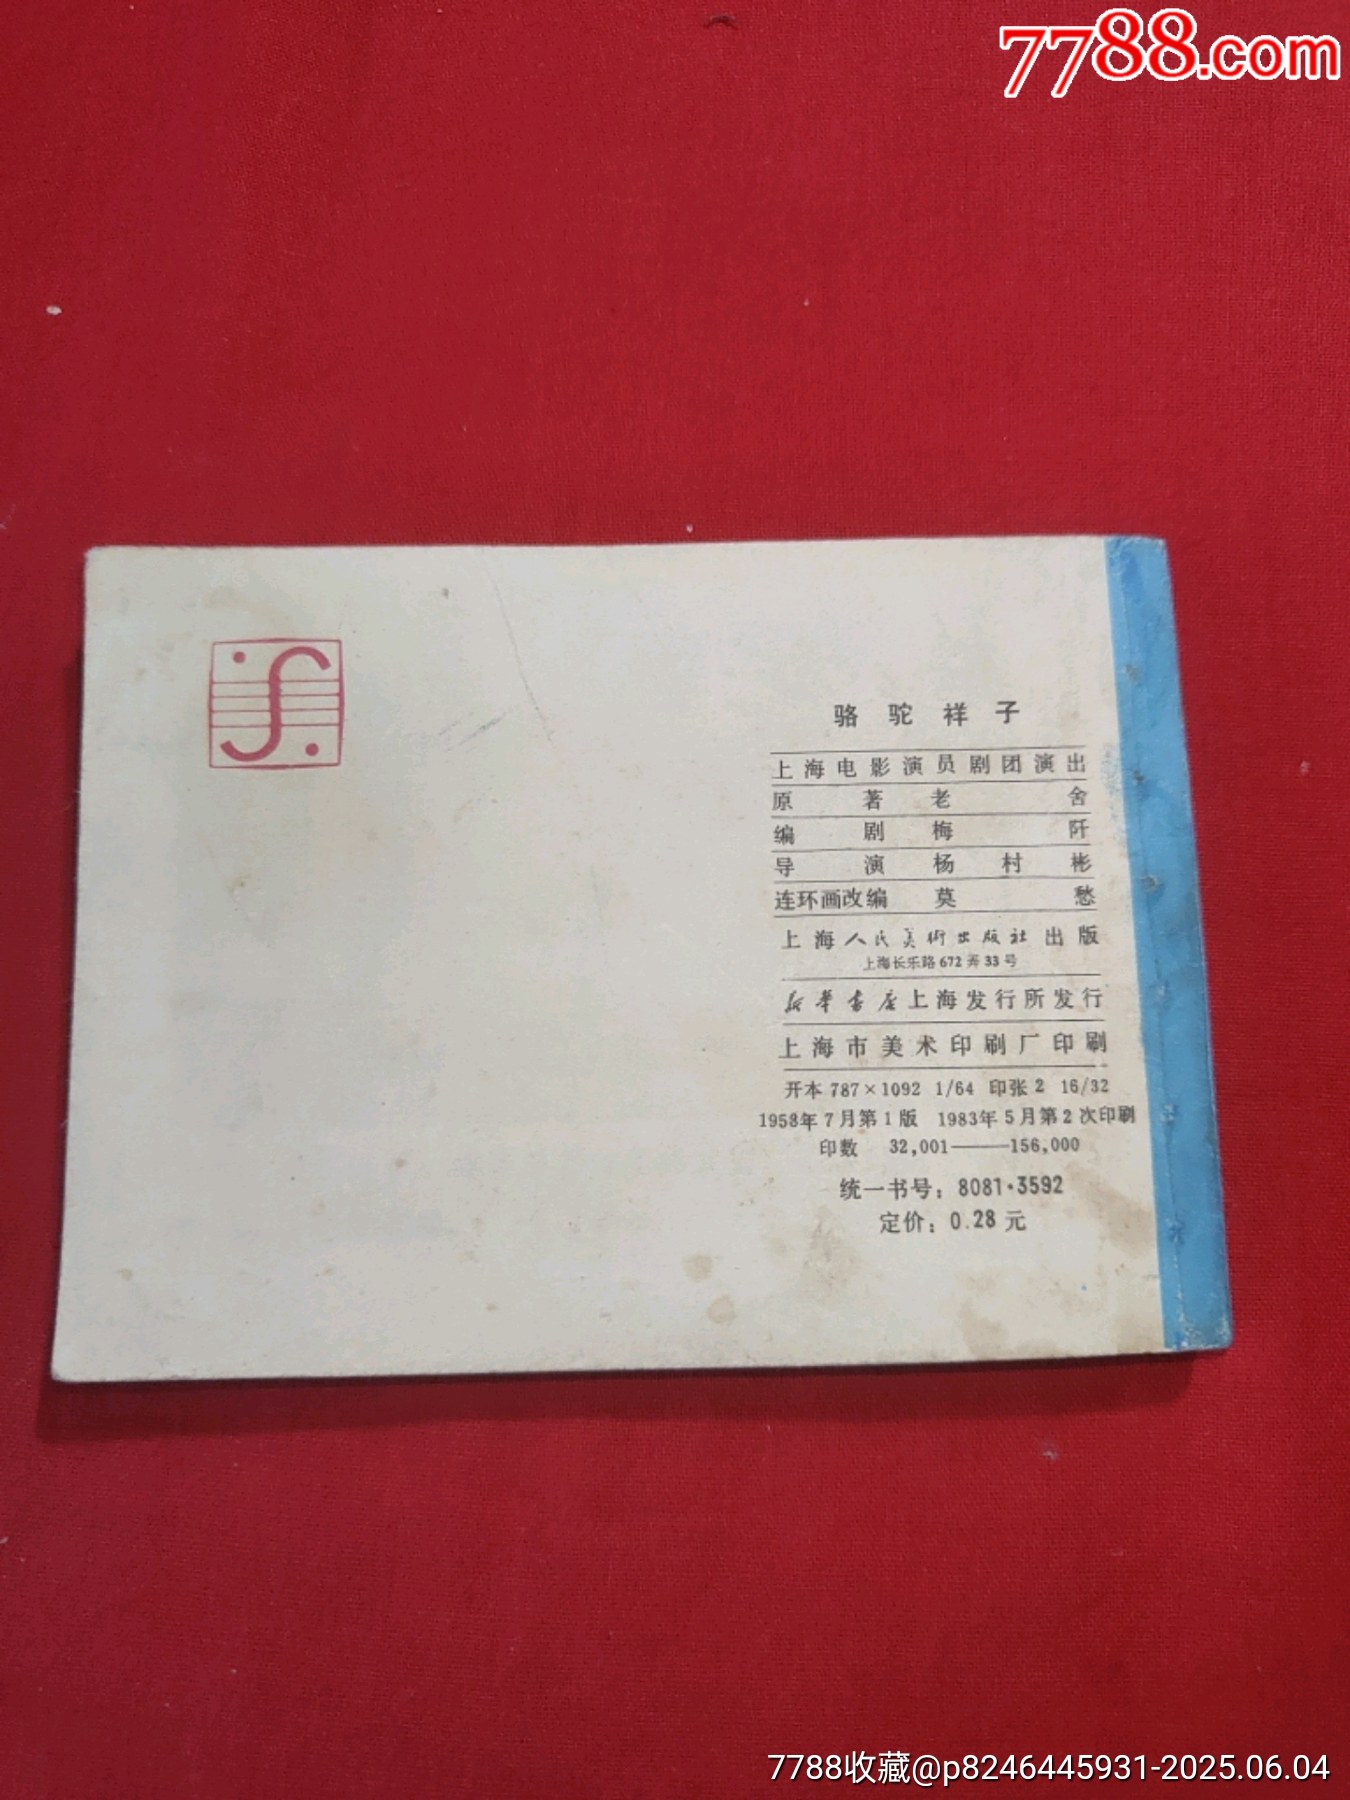 7788.com
骆驼祥子
上海电影演员剧团演出
原著 老舍
编剧 梅阡
导演 杨村彬
连环画改编 莫愁
上海人民美術出版社出版
上海长乐路672弄33号
新华书店上海发行所发行
上海市美术印刷厂印刷
开本 787×1092 1/64 印张 2 16/32
1958年7月第1版 1983年5月第2次印刷
印数 32,001——156,000
统一书号：8081·3592
定价：0.28元
7788收藏@p8246445931-2025.06.04